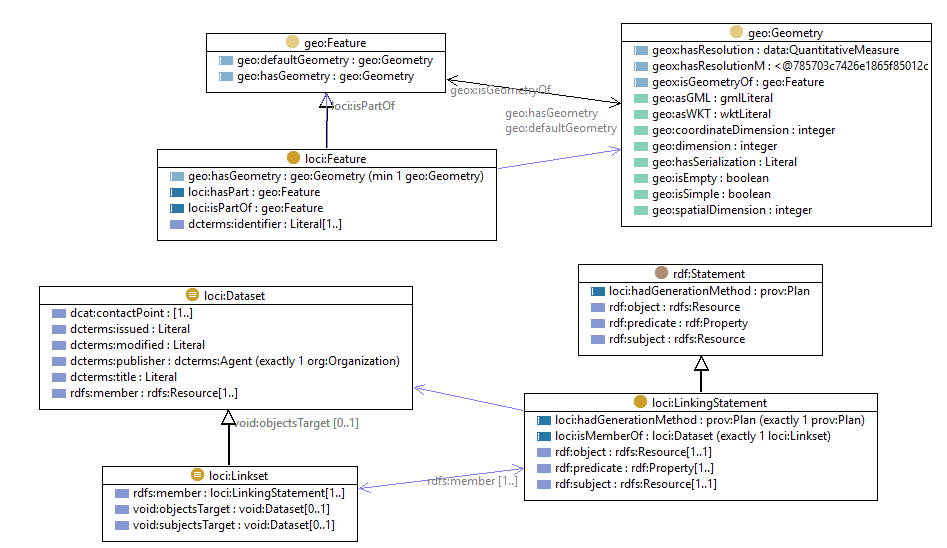 geo:Feature
geo:defaultGeometry : geo:Geometry
geo:hasGeometry : geo:Geometry
geo:Geometry
geox:hasResolution : data:QuantitativeMeasure
geox:hasResolutionM : <@785703c7426e1865f85012c
geox:isGeometryOf : geo:Feature
geo:asGML : gmlLiteral
geo:asWKT : wktLiteral
geo:coordinateDimension : integer
geo:dimension : integer
geo:hasSerialization : Literal
geo:isEmpty : boolean
geo:isSimple : boolean
geo:spatialDimension : integer
geox:isGeometryOf
loci:isPartOf
geo:hasGeometry
geo:defaultGeometry
loci:Feature
geo:hasGeometry : geo:Geometry (min 1 geo:Geometry)
loci:hasPart : geo:Feature
loci:isPartOf : geo:Feature
dcterms:identifier : Literal[1..]
rdf:Statement
loci:hadGenerationMethod : prov:Plan
rdf:object : rdfs:Resource
rdf:predicate : rdf:Property
rdf:subject : rdfs:Resource
loci:Dataset
dcat:contactPoint : [1..]
dcterms:issued : Literal
dcterms:modified : Literal
dcterms:publisher : dcterms:Agent (exactly 1 org:Organization)
dcterms:title : Literal
rdfs:member : rdfs:Resource[1..]
void:objectsTarget [0..1]
loci:LinkingStatement
loci:hadGenerationMethod : prov:Plan (exactly 1 prov:Plan)
loci:isMemberOf : loci:Dataset (exactly 1 loci:Linkset)
rdf:object : rdfs:Resource[1..1]
rdf:predicate : rdf:Property[1..]
rdf:subject : rdfs:Resource[1..1]
loci:Linkset
rdfs:member : loci:LinkingStatement[1..]
void:objectsTarget : void:Dataset[0..1]
void:subjectsTarget : void:Dataset[0..1]
rdfs:member [1..]